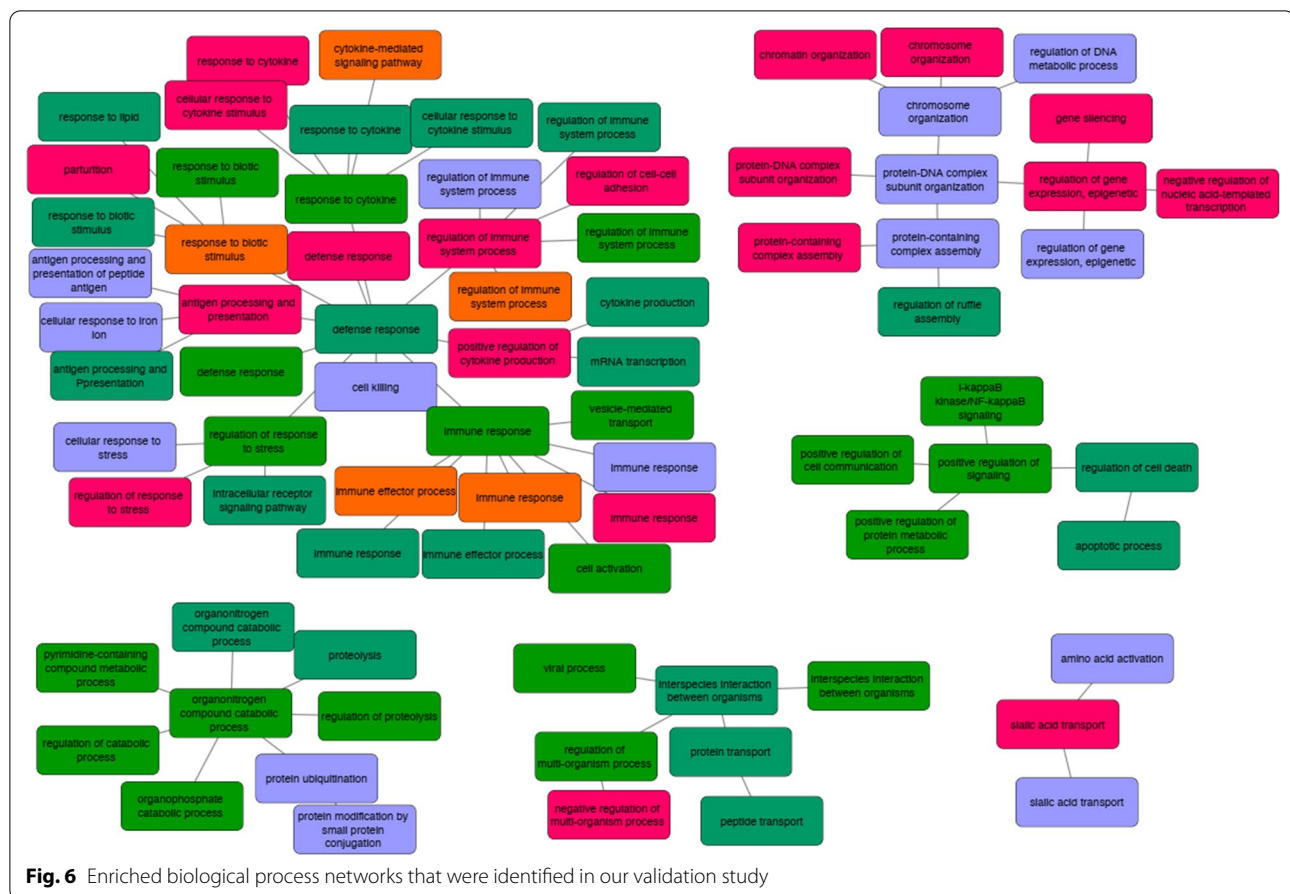 cytokine-mediated
signaling pathway
response to cytokine
cellular response to
cytokine stimulus
response to lipid
response to cytokine
cellular response to
cytokine stimulus
regulation of immune
system process
parturition
response to biotic
stimulus
regulation of immune
system process
regulation of cell-cell
adhesion
response to cytokine
response to biotic
stimulus
response to biotic
stimulus
defense response
regulation of immune
system process
regulation of immune
system process
antigen processing and
presentation of peptide
antigen
regulation of immune
system process
cytokine production
antigen processing and
presentation
cellular response to Iron
ion
defense response
positive regulation of
cytokine production
mRNA transcription
antigen processing and
Ppresentation
defense response
cell killing
vesicle-mediated
transport
cellular response to
stress
regulation of response
to stress
Immune response
Immune response
regulation of response
to stress
Intracellular receptor
signaling pathway
Immune effector process
Immune response
Immune response
Immune response
Immune effector process
cell activation
chromatin organization
chromosome
organization
regulation of DNA
metabolic process
chromosome
organization
gene silencing
protein-DNA complex
subunit organization
protein-DNA complex
subunit organization
regulation of gene
expression, epigenetic
negative regulation of
nucleic acid-templated
transcription
protein-containing
complex assembly
protein-containing
complex assembly
regulation of gene
expression, epigenetic
regulation of ruffle
assembly
I-kappaB
kinase/NF-kappaB
signaling
positive regulation of
cell communication
positive regulation of
signaling
regulation of cell death
positive regulation of
protein metabolic
process
apoptotic process
organonitrogen
compound catabolic
process
pyrimidine-containing
compound metabolic
process
proteolysis
organonitrogen
compound catabolic
process
regulation of proteolysis
regulation of catabolic
process
protein ubiquitination
organophosphate
catabolic process
protein modification by
small protein
conjugation
viral process
Interspecies Interaction
between organisms
Interspecies Interaction
between organisms
regulation of
multi-organism process
protein transport
negative regulation of
multi-organism process
peptide transport
amino acid activation
sialic acid transport
sialic acid transport
Fig. 6 Enriched biological process networks that were identified in our validation study